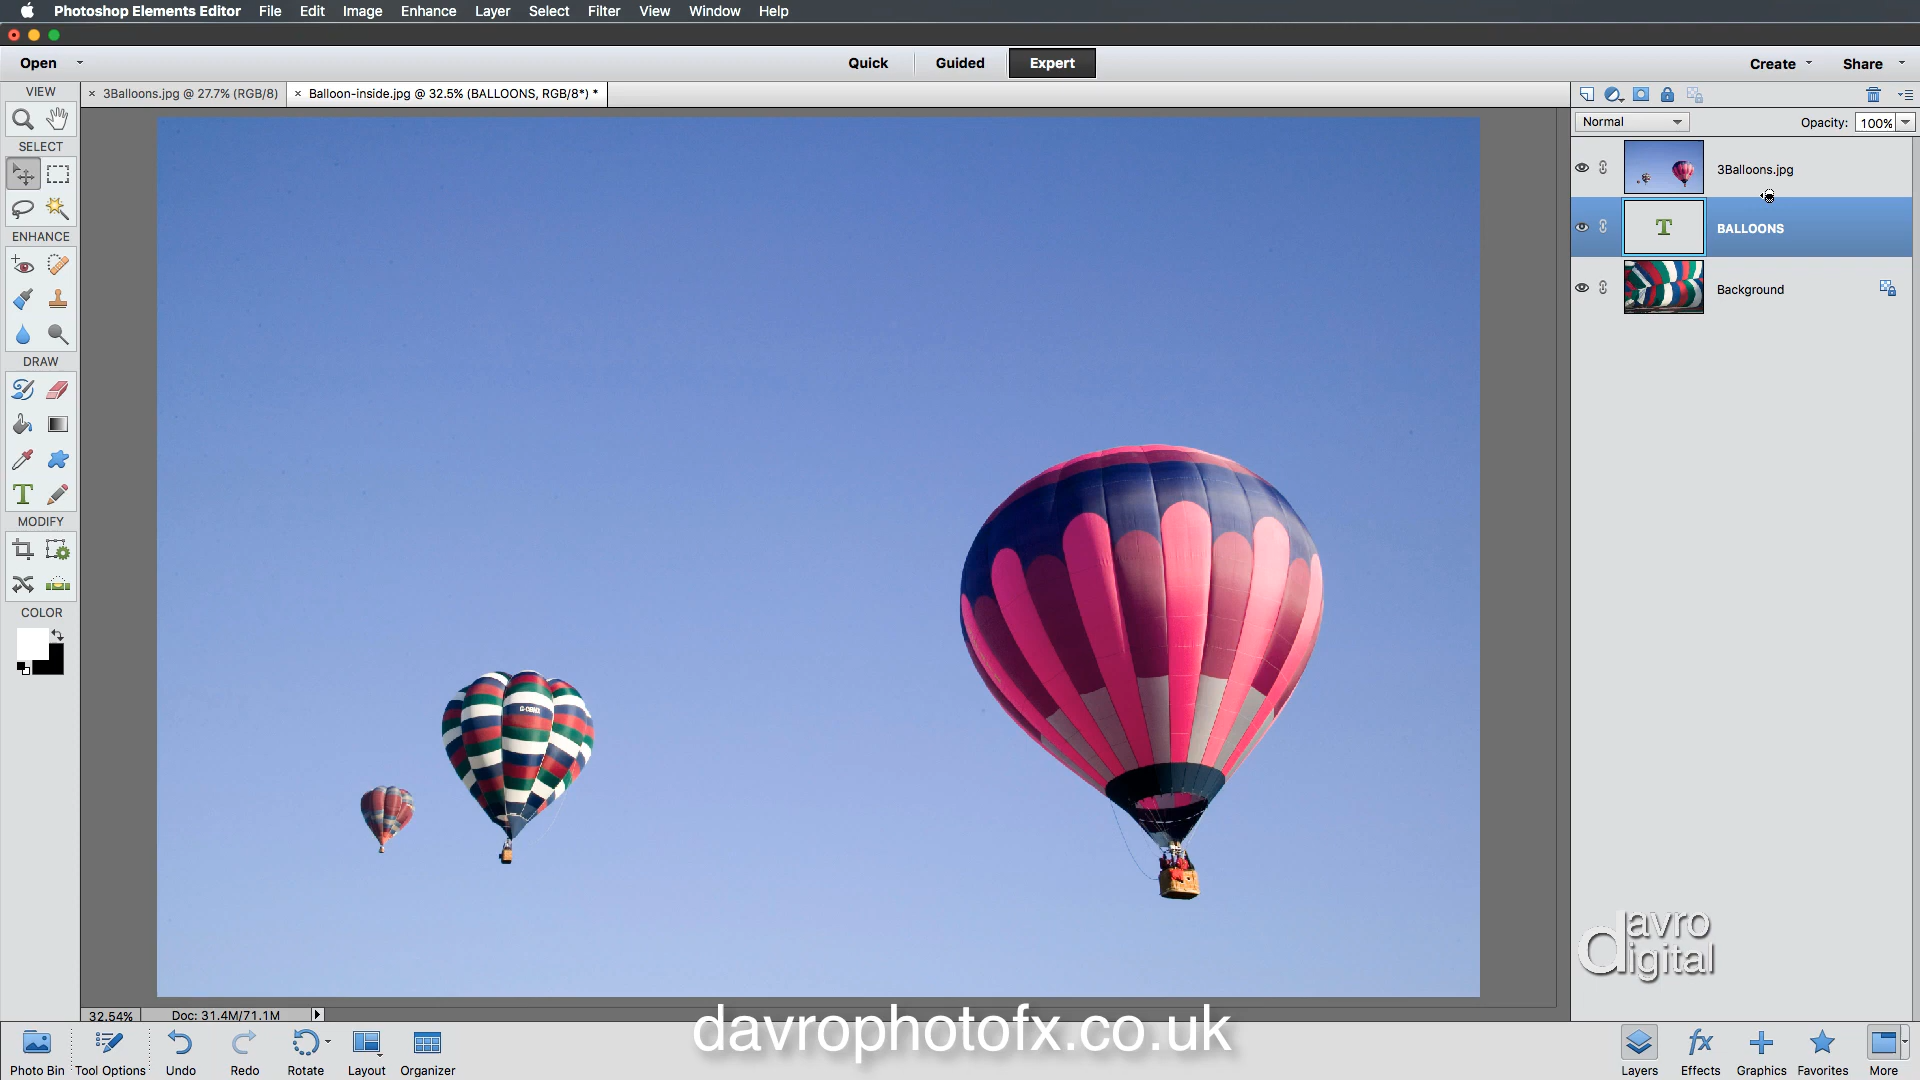 Photoshop Elements Editor File Edit Image Enhance Layer Select Filter View Window Help
Open Quick Guided Expert Create Share
VIEW
× 3Balloons.jpg @ 27.7% (RGB/8) × Balloon-inside.jpg @ 32.5% (BALLOONS, RGB/8*) *
Normal Opacity: 100%
SELECT
3Balloons.jpg
T BALLOONS
ENHANCE
Background
DRAW
T
MODIFY
COLOR
davro
digital
32.54% Doc: 31.4M/71.1M
davrophotofx.co.uk
Photo Bin Tool Options Undo Redo Rotate Layout Organizer Layers fx Effects Graphics Favorites More